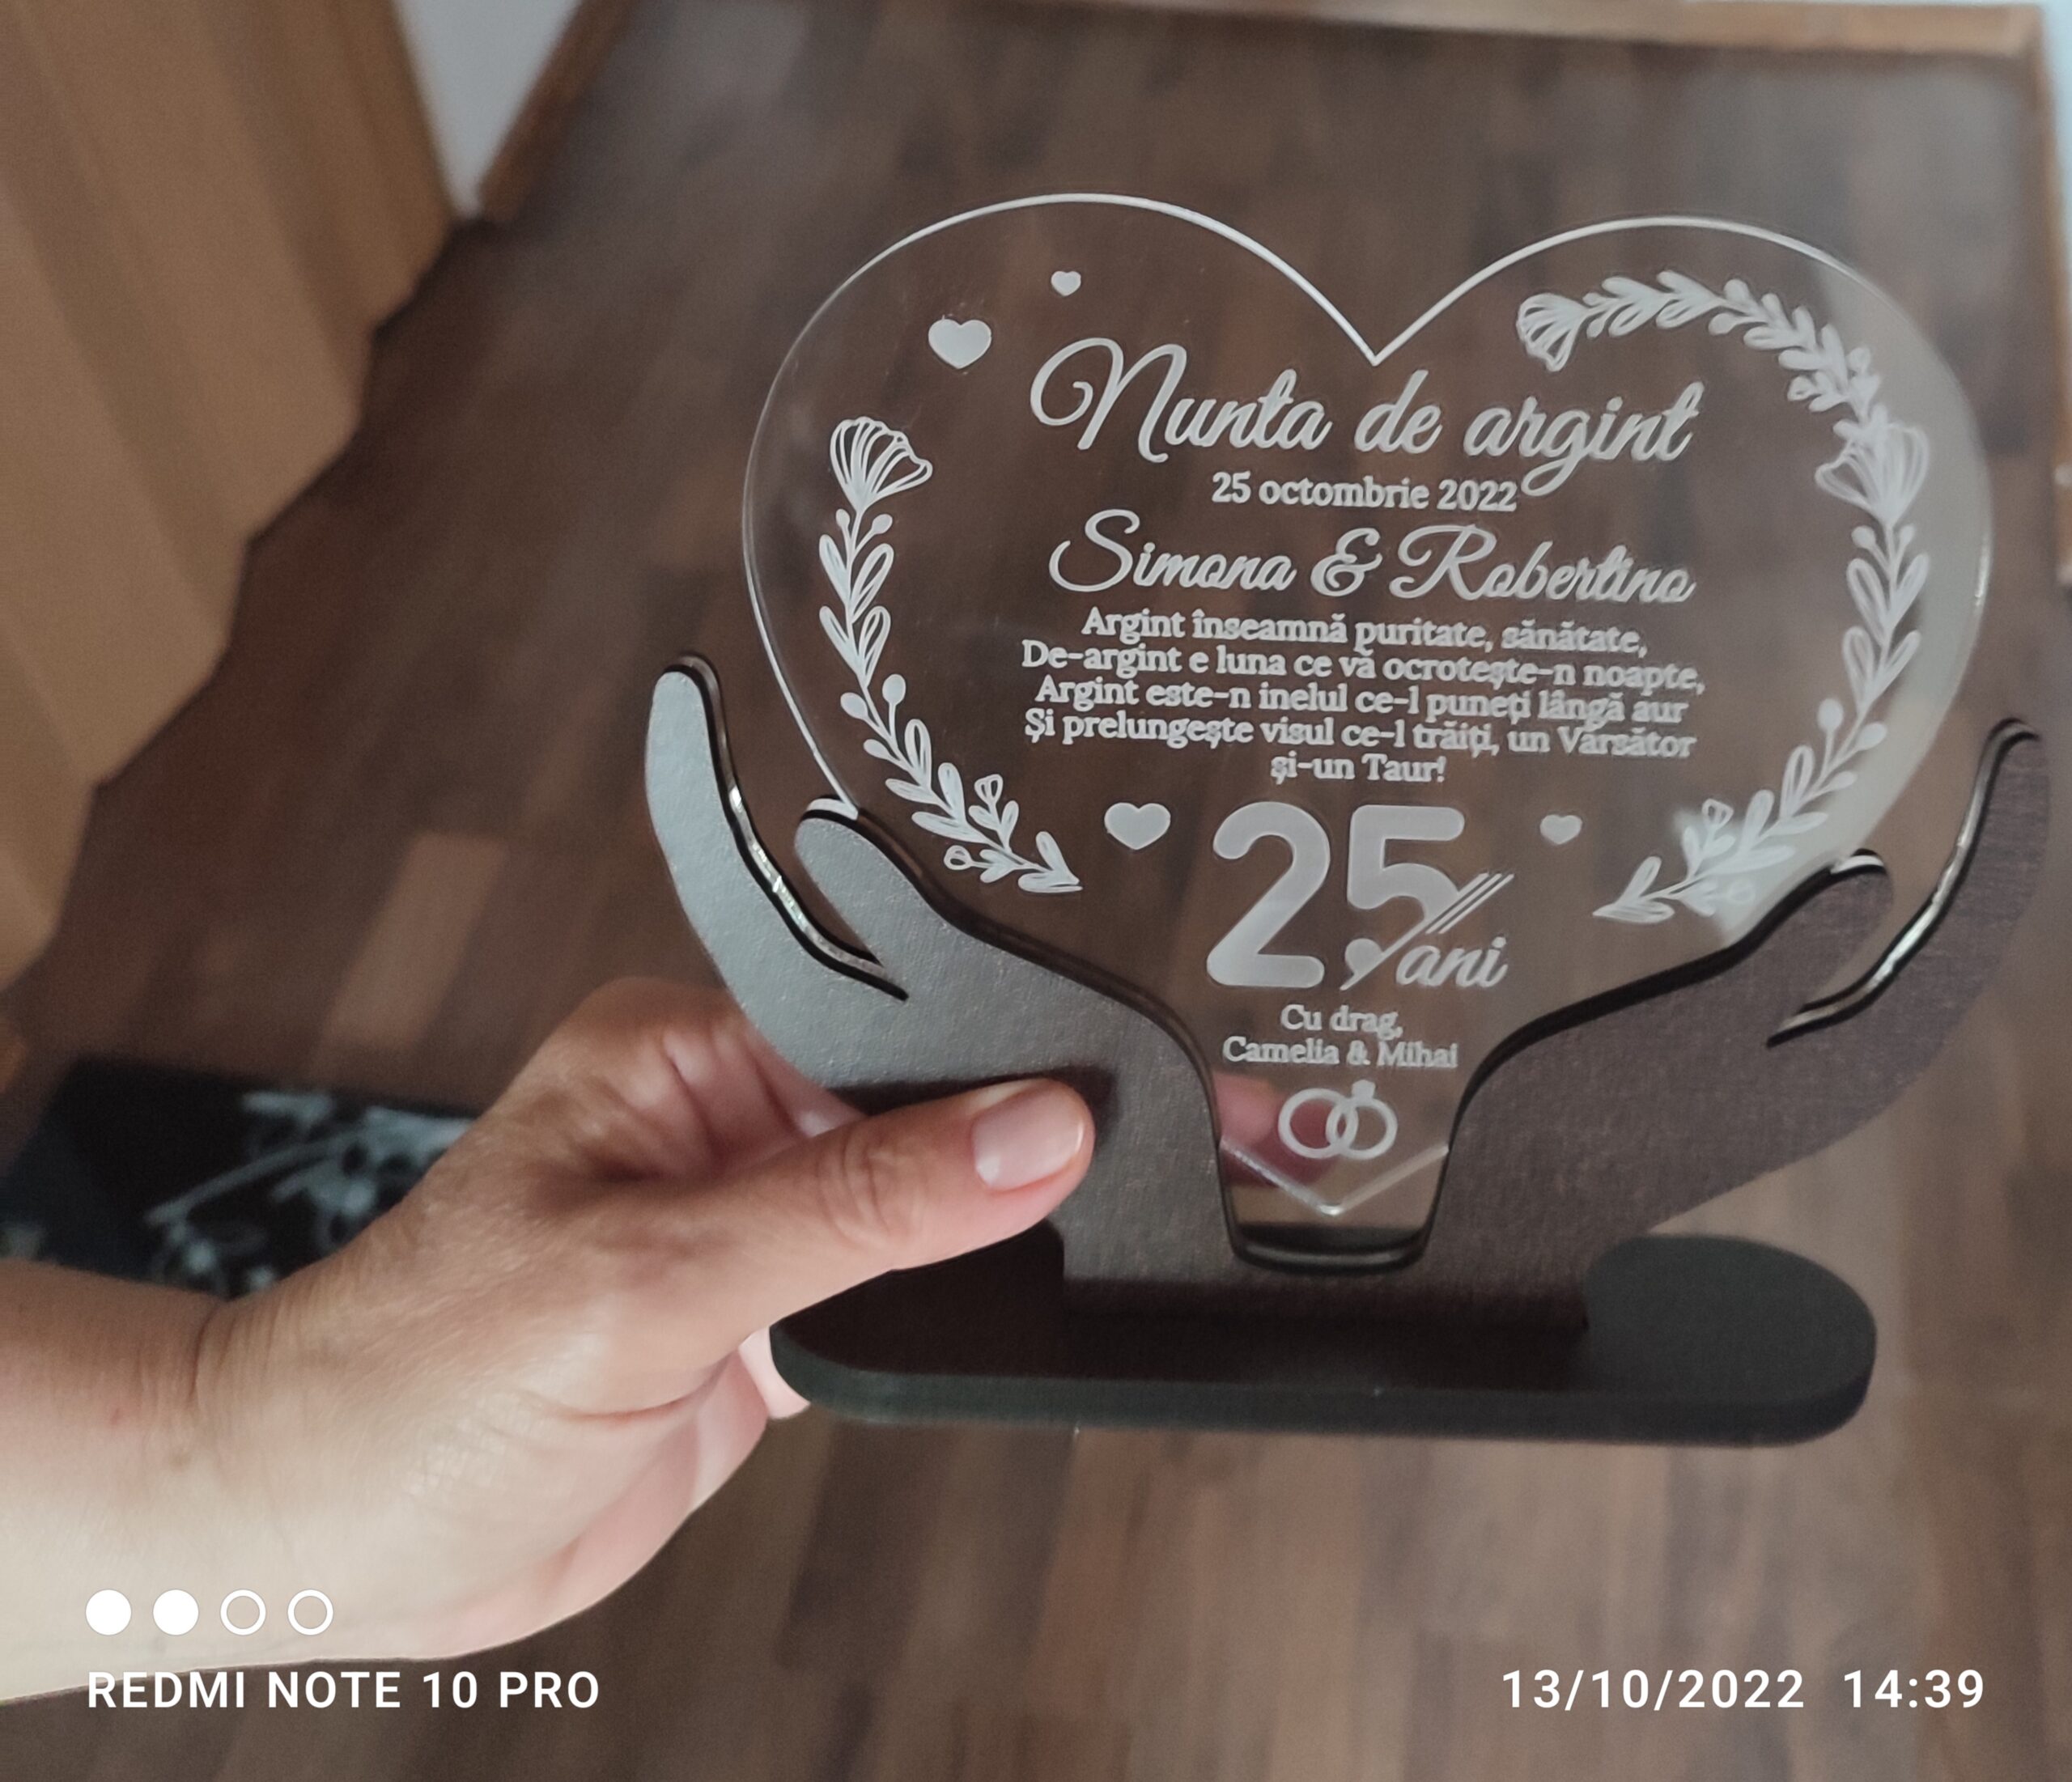 Nunta de argint
25 octombrie 2022
Simona & Robertino
Argint înseamnă puritate, sănătate,
De-argint e luna ce vă ocrotește-n noapte,
Argint este-n inelul ce-l puneți lângă aur
Și prelungește visul ce-l trăiți, un Vărsător
și-un Taur!
25
ani
Cu drag,
Camelia & Mihai
REDMI NOTE 10 PRO
13/10/2022 14:39